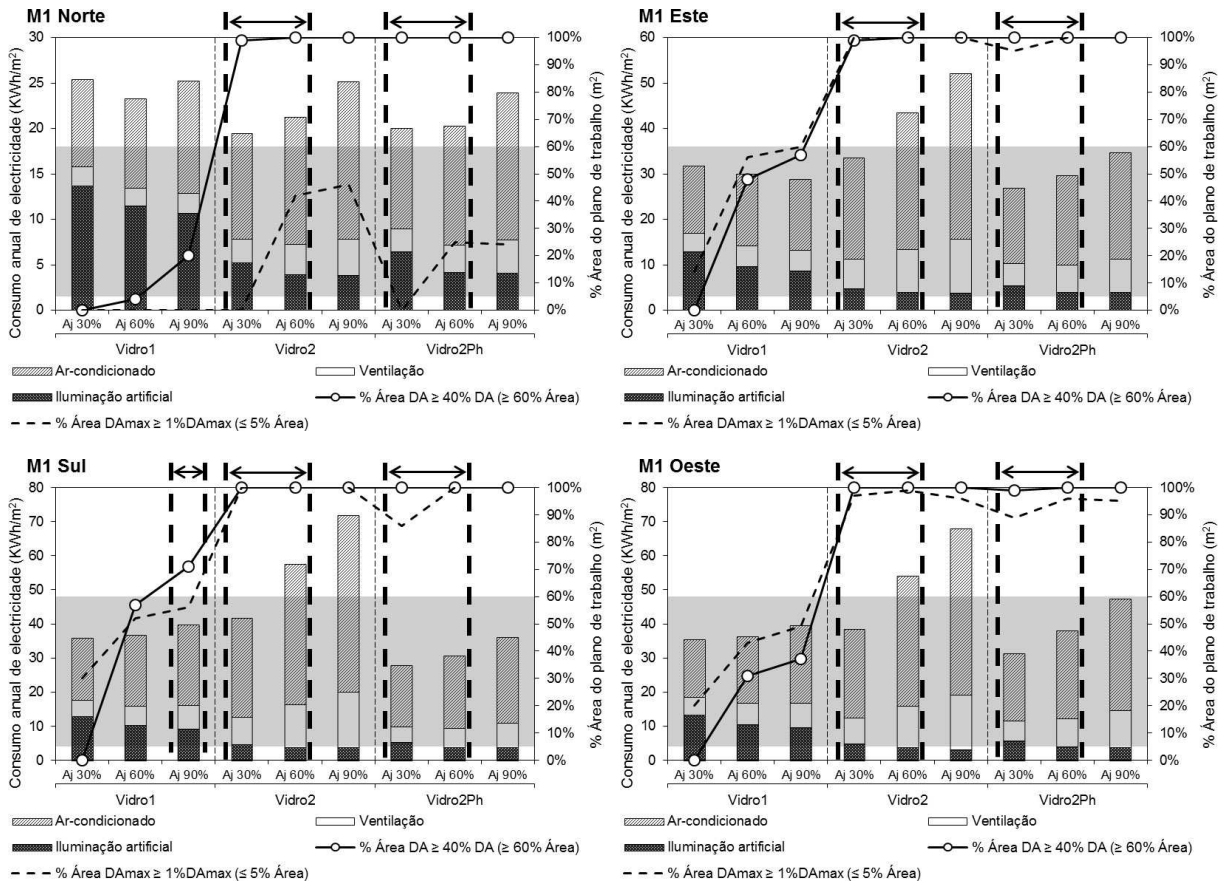 M1 Norte
Consumo anual de electricidade (KWh/m²)
30
25
20
15
10
5
0
100%
90%
80%
70%
60%
50%
40%
30%
20%
10%
0%
% Área do plano de trabalho (m²)
Aj 30% Aj 60% Aj 90% Aj 30% Aj 60% Aj 90% Aj 30% Aj 60% Aj 90%
Vidro1 Vidro2 Vidro2Ph
Ar-condicionado Ventilação
Iluminação artificial % Área DA ≥ 40% DA (≥ 60% Área)
% Área DAmax ≥ 1%DAmax (≤ 5% Área)
M1 Este
Consumo anual de electricidade (KWh/m²)
60
50
40
30
20
10
0
100%
90%
80%
70%
60%
50%
40%
30%
20%
10%
0%
% Área do plano de trabalho (m²)
Aj 30% Aj 60% Aj 90% Aj 30% Aj 60% Aj 90% Aj 30% Aj 60% Aj 90%
Vidro1 Vidro2 Vidro2Ph
Ar-condicionado Ventilação
Iluminação artificial % Área DA ≥ 40% DA (≥ 60% Área)
% Área DAmax ≥ 1%DAmax (≤ 5% Área)
M1 Sul
Consumo anual de electricidade (KWh/m²)
80
70
60
50
40
30
20
10
0
100%
90%
80%
70%
60%
50%
40%
30%
20%
10%
0%
% Área do plano de trabalho (m²)
Aj 30% Aj 60% Aj 90% Aj 30% Aj 60% Aj 90% Aj 30% Aj 60% Aj 90%
Vidro1 Vidro2 Vidro2Ph
Ar-condicionado Ventilação
Iluminação artificial % Área DA ≥ 40% DA (≥ 60% Área)
% Área DAmax ≥ 1%DAmax (≤ 5% Área)
M1 Oeste
Consumo anual de electricidade (KWh/m²)
80
70
60
50
40
30
20
10
0
100%
90%
80%
70%
60%
50%
40%
30%
20%
10%
0%
% Área do plano de trabalho (m²)
Aj 30% Aj 60% Aj 90% Aj 30% Aj 60% Aj 90% Aj 30% Aj 60% Aj 90%
Vidro1 Vidro2 Vidro2Ph
Ar-condicionado Ventilação
Iluminação artificial % Área DA ≥ 40% DA (≥ 60% Área)
% Área DAmax ≥ 1%DAmax (≤ 5% Área)